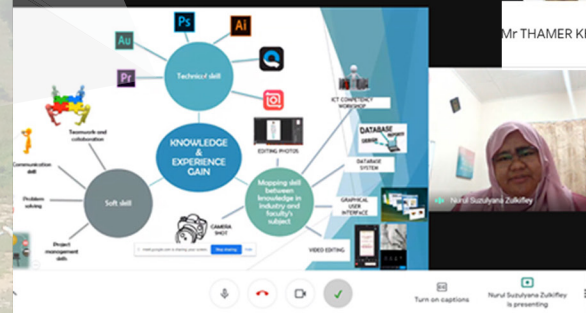 Mr THAMER K
Ps
Ai
Au
Pr
Technical skill
KNOWLEDGE
&
EXPERIENCE
GAIN
Teamwork and
collaboration
Communication
skill
Problem
solving
Project
management
skills
Soft skill
Mapping skill
between
knowledge in
industry and
faculty's
subject
EDITING PHOTOS
CAMERA
SHOT
ICT COMPETENCY
WORKSHOP
DATABASE
DATABASE
SYSTEM
GRAPHICAL
USER
INTERFACE
VIDEO EDITING
Stop sharing
Nurul Suzulyana Zulkifley
Turn on captions
Nurul Suzulyana Zulkifley
is presenting